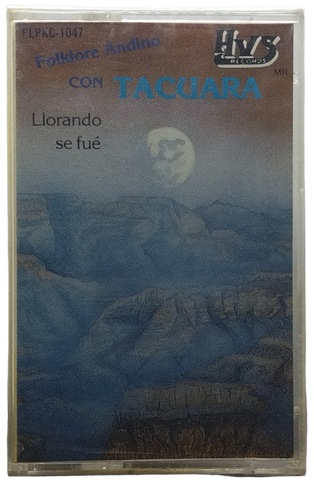 FLPKC-1047
Folklore Andino
CON TACUARA
HVS
RECORDS
MR
Llorando
se fué